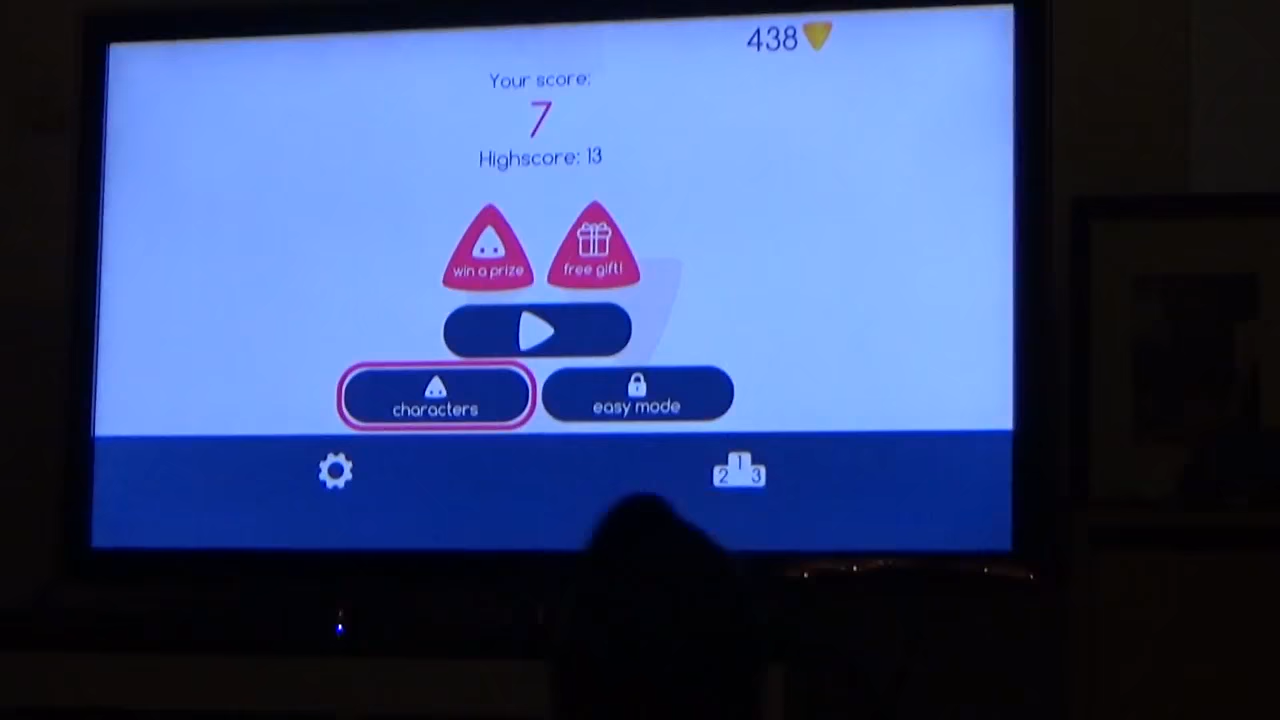 438
Your score:
7
Highscore: 13
win a prize
free gift!
characters
easy mode
1
2 3